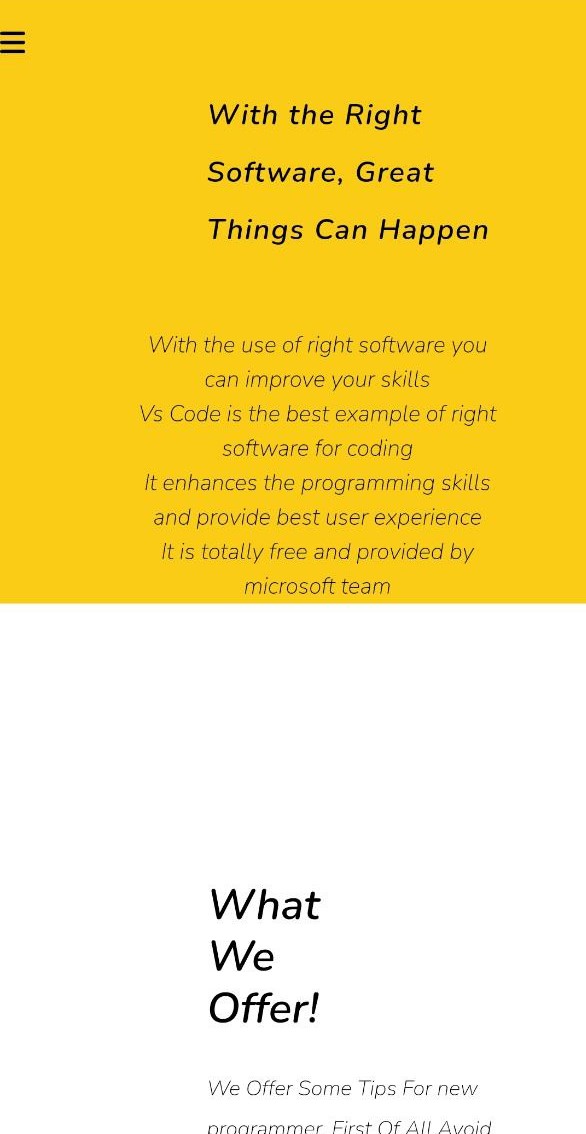 With the Right
Software, Great
Things Can Happen
With the use of right software you
can improve your skills
Vs Code is the best example of right
software for coding
It enhances the programming skills
and provide best user experience
It is totally free and provided by
microsoft team
What
We
Offer!
We Offer Some Tips For new
programmer. First Of All Avoid